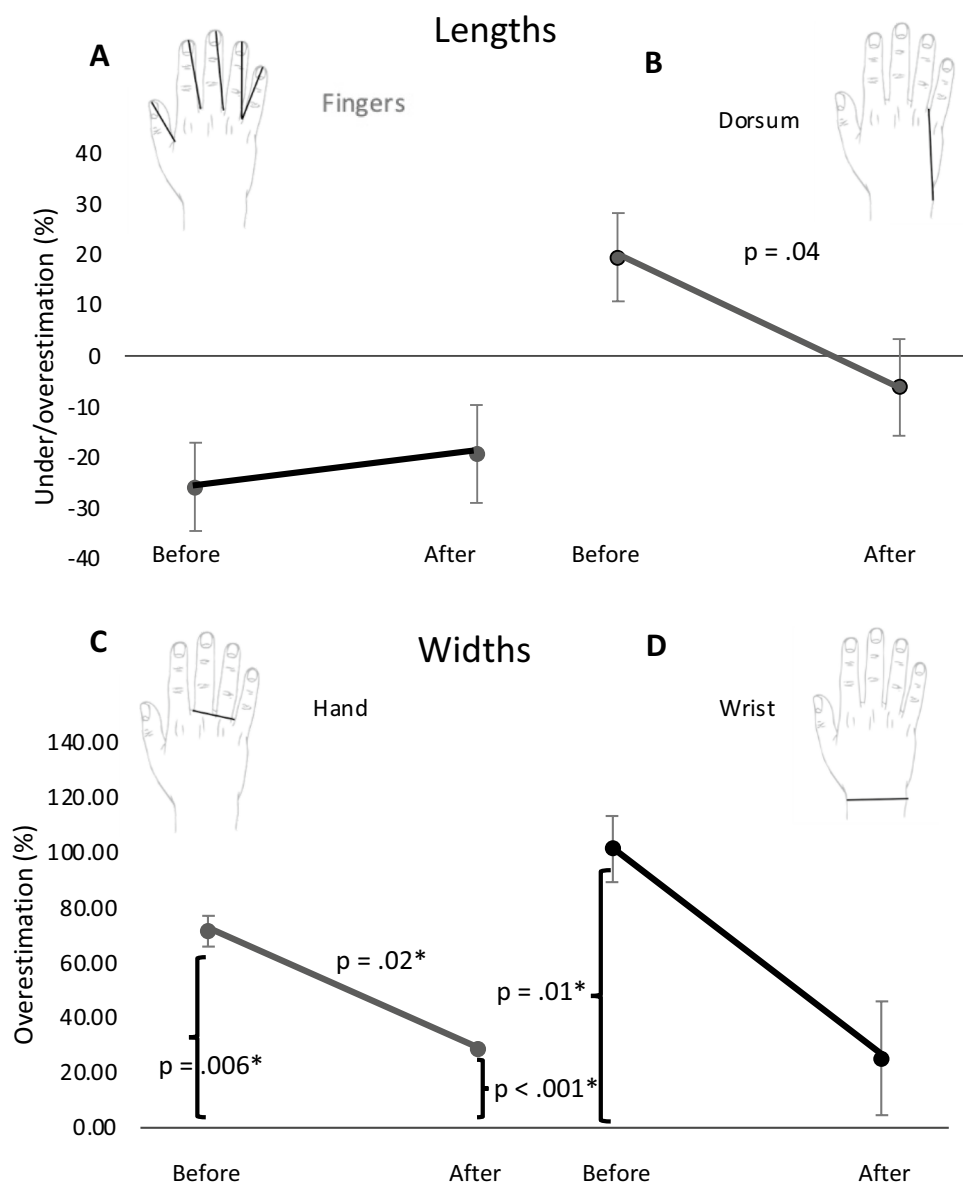 Lengths
A
B
Fingers
Dorsum
Under/overestimation (%)
40
30
20
10
0
-10
-20
-30
-40
p = .04
Before
After
Before
After
Widths
C
D
Hand
Wrist
Overestimation (%)
140.00
120.00
100.00
80.00
60.00
40.00
20.00
0.00
p = .02*
p = .01*
p = .006*
p < .001*
Before
After
Before
After